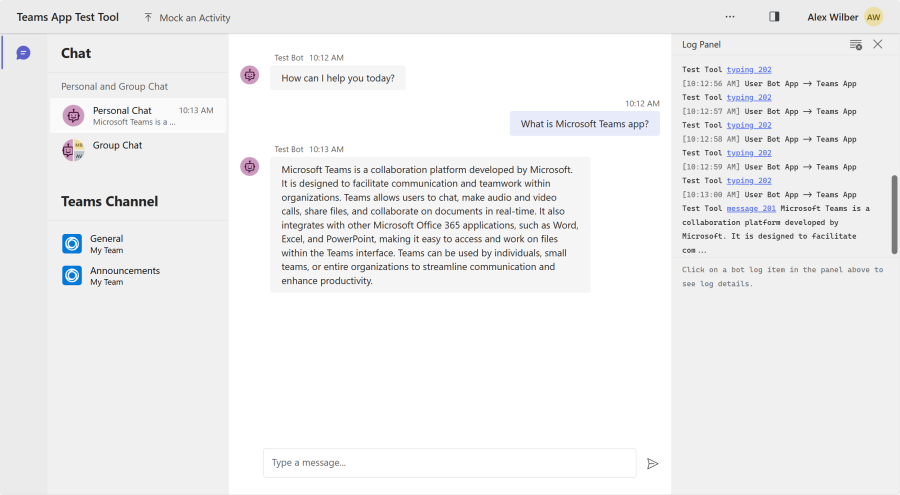 Teams App Test Tool
Mock an Activity
...
Alex Wilber
AW
Chat
Personal and Group Chat
Personal Chat 10:13 AM
Microsoft Teams is a ...
MB
AV
Group Chat
Teams Channel
General
My Team
Announcements
My Team
Test Bot 10:12 AM
How can I help you today?
10:12 AM
What is Microsoft Teams app?
Test Bot 10:13 AM
Microsoft Teams is a collaboration platform developed by Microsoft.
It is designed to facilitate communication and teamwork within
organizations. Teams allows users to chat, make audio and video
calls, share files, and collaborate on documents in real-time. It also
integrates with other Microsoft Office 365 applications, such as Word,
Excel, and PowerPoint, making it easy to access and work on files
within the Teams interface. Teams can be used by individuals, small
teams, or entire organizations to streamline communication and
enhance productivity.
Type a message...
Log Panel
Test Tool typing 202
[10:12:56 AM] User Bot App → Teams App
Test Tool typing 202
[10:12:57 AM] User Bot App → Teams App
Test Tool typing 202
[10:12:58 AM] User Bot App → Teams App
Test Tool typing 202
[10:12:59 AM] User Bot App → Teams App
Test Tool typing 202
[10:13:00 AM] User Bot App → Teams App
Test Tool message 201 Microsoft Teams is a
collaboration platform developed by
Microsoft. It is designed to facilitate
com ...
Click on a bot log item in the panel above to
see log details.